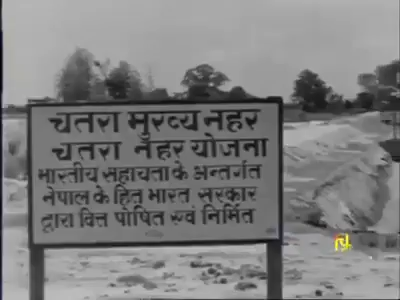 चतरा मुख्य नहर
चतरा नहर योजना
भारतीय सहायता के अन्तर्गत
नेपाल के हित भारत सरकार
द्वारा वित्त पोषित एवं निर्मित